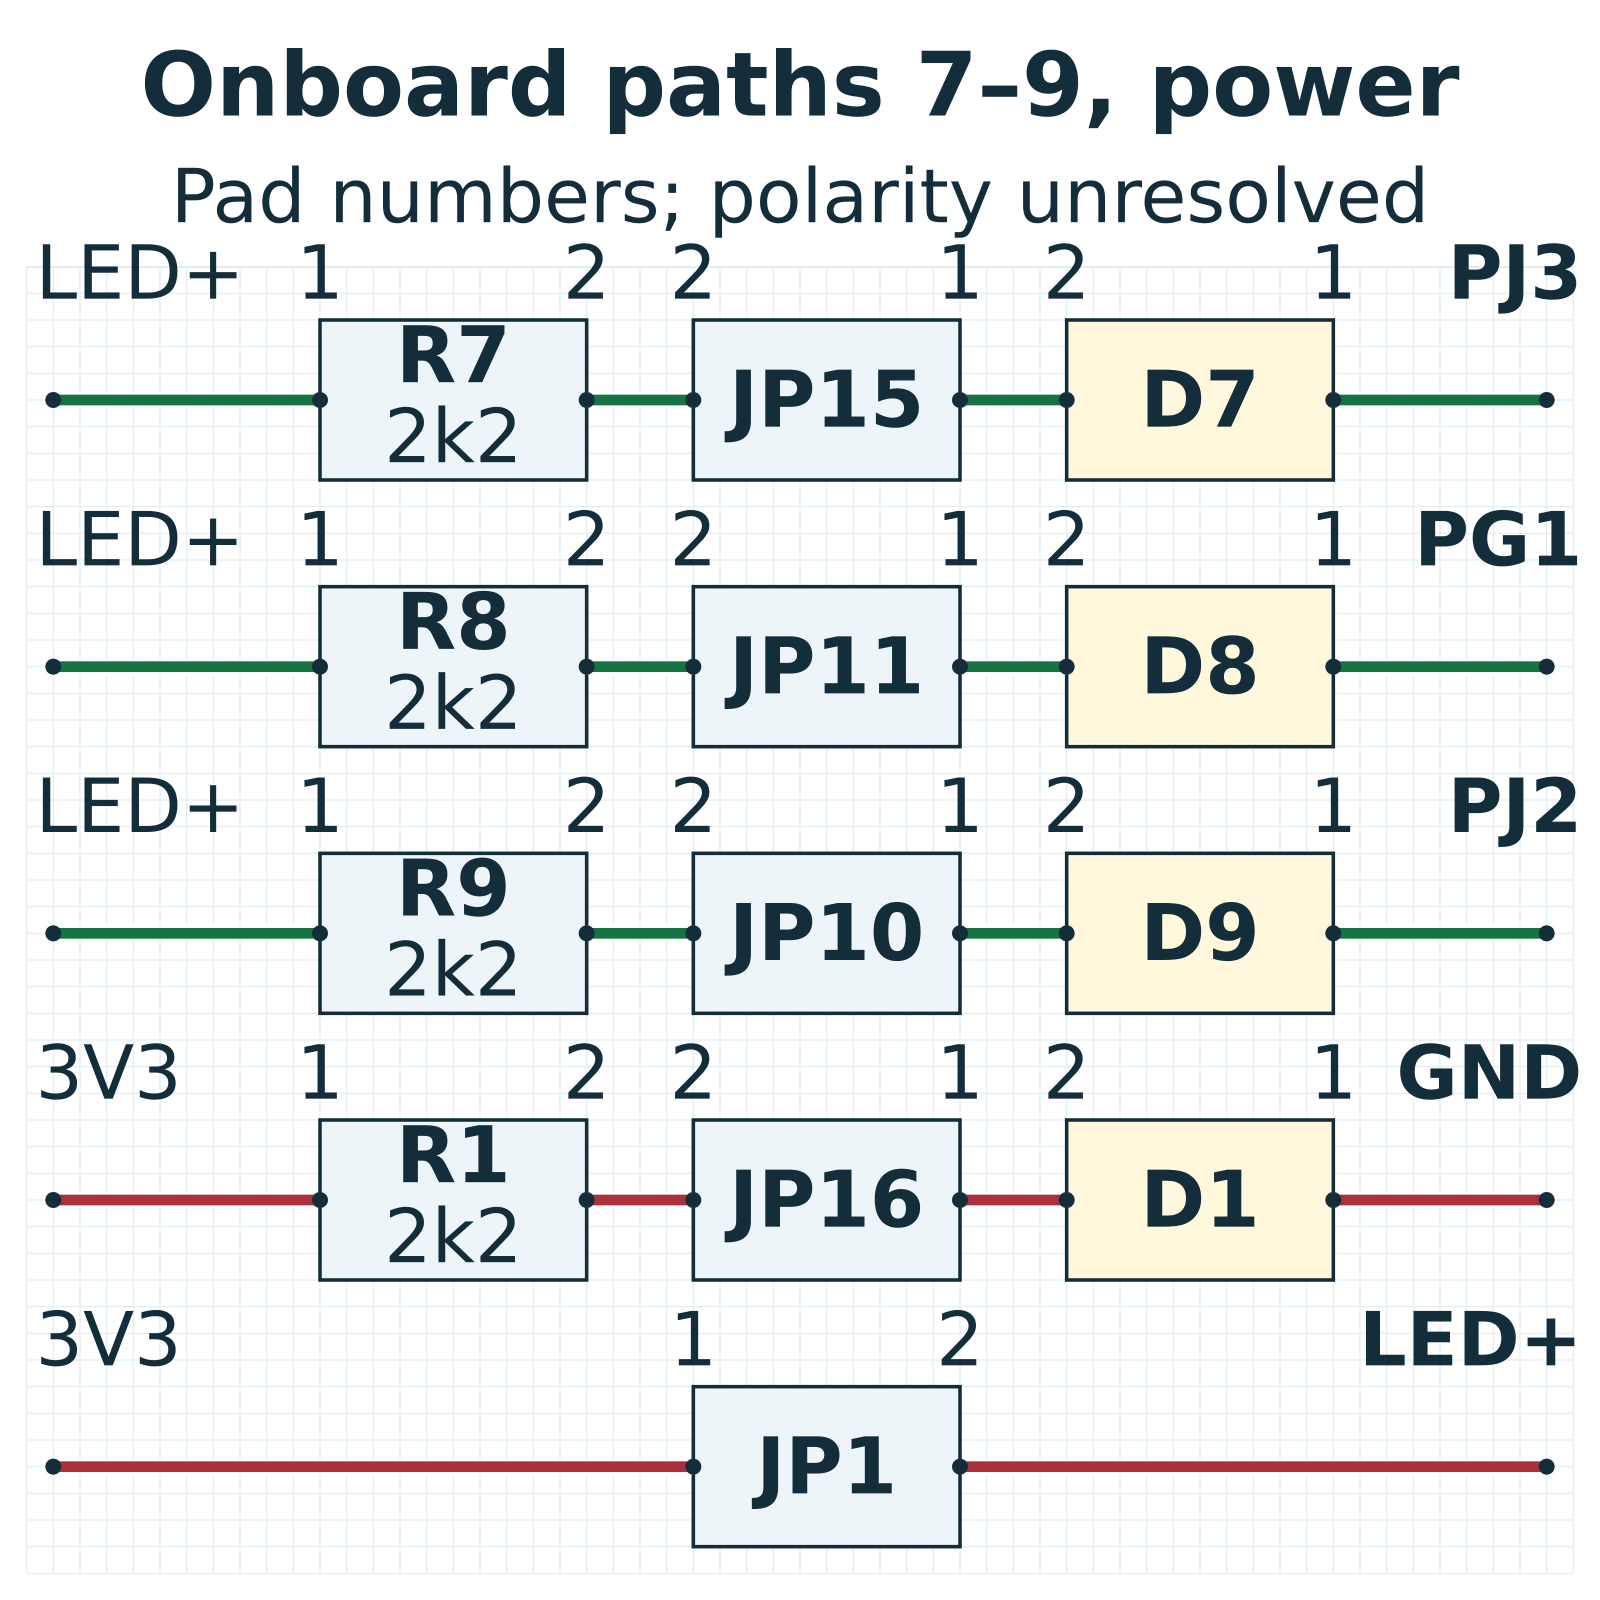 Onboard paths 7–9, power
Pad numbers; polarity unresolved
LED+ 1 2 2 1 2 1 PJ3
R7 JP15 D7
2k2
LED+ 1 2 2 1 2 1 PG1
R8 JP11 D8
2k2
LED+ 1 2 2 1 2 1 PJ2
R9 JP10 D9
2k2
3V3 1 2 2 1 2 1 GND
R1 JP16 D1
2k2
3V3 1 2 LED+
JP1